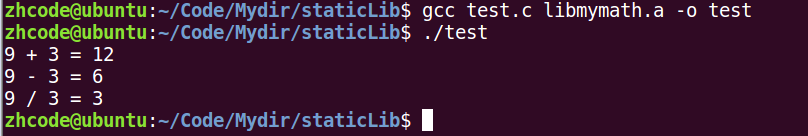 zhcode@ubuntu:~/Code/Mydir/staticLib$ gcc test.c libmymath.a -o test
zhcode@ubuntu:~/Code/Mydir/staticLib$ ./test
9 + 3 = 12
9 - 3 = 6
9 / 3 = 3
zhcode@ubuntu:~/Code/Mydir/staticLib$